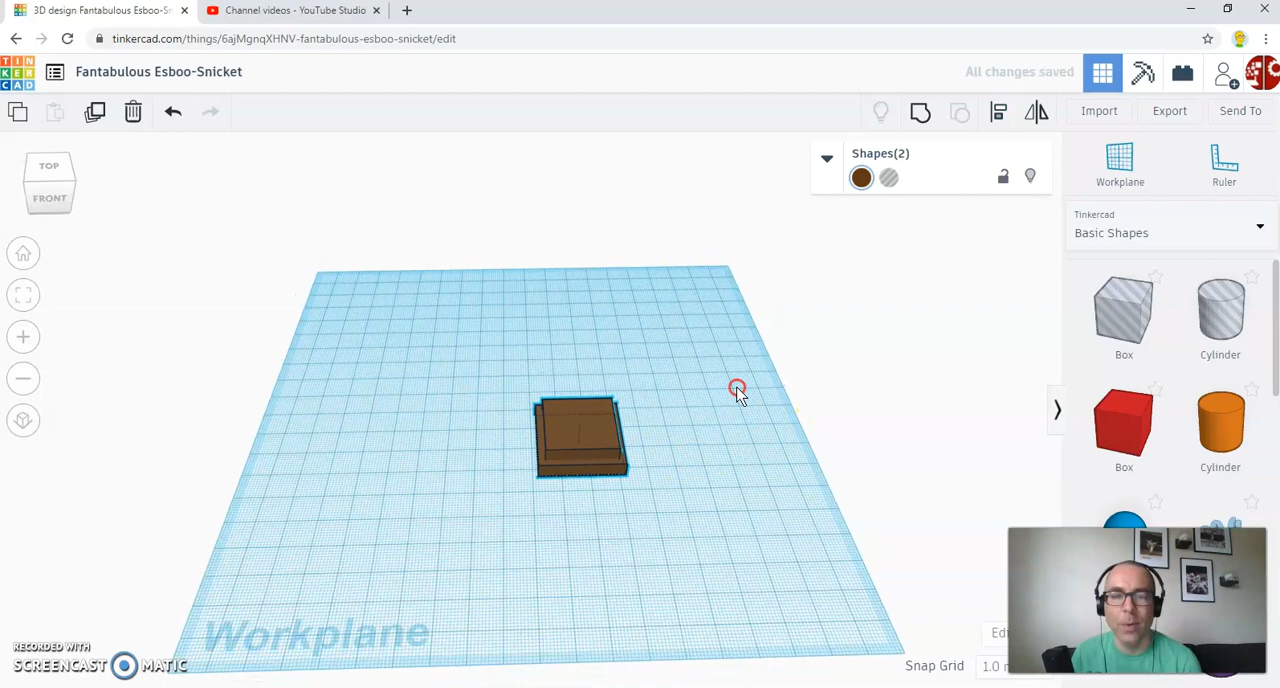 3D design Fantabulous Esboo-Sn
Channel videos - YouTube Studio
tinkercad.com/things/6ajMgnqXHNV-fantabulous-esboo-snicket/edit
TIN
KER
CAD
Fantabulous Esboo-Snicket
All changes saved
Import
Export
Send To
TOP
FRONT
Shapes(2)
Workplane
Ruler
Tinkercad
Basic Shapes
Box
Cylinder
Box
Cylinder
Workplane
RECORDED WITH
SCREENCAST MATIC
Snap Grid
1.0